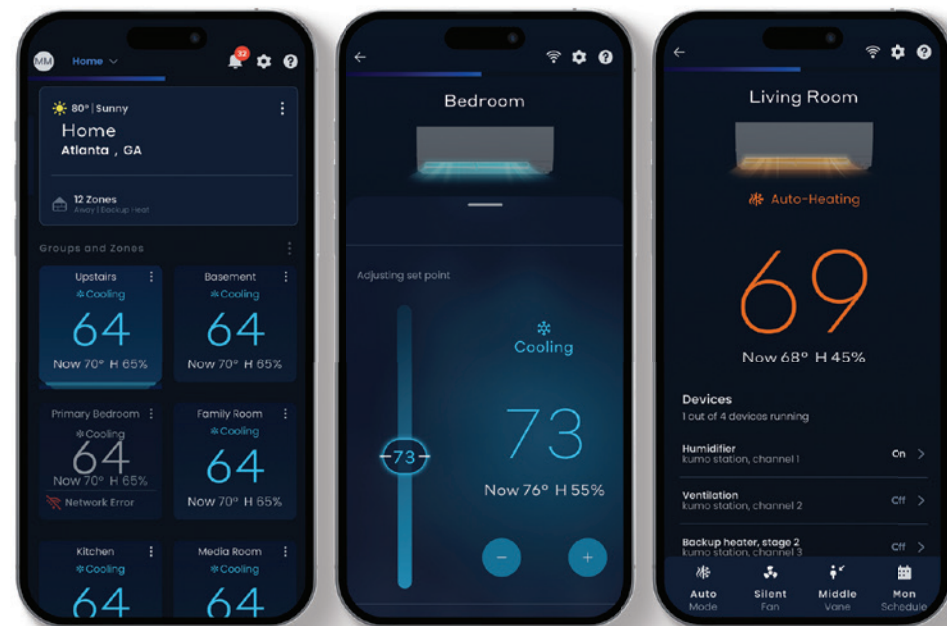 MM Home 32
80° | Sunny
Home
Atlanta , GA
12 Zones
Away | Backup Heat
Groups and Zones
Upstairs
Cooling
64
Now 70° H 65%
Basement
Cooling
64
Now 70° H 65%
Primary Bedroom
Cooling
64
Now 70° H 65%
Network Error
Family Room
Cooling
64
Now 70° H 65%
Kitchen
Cooling
64
Media Room
Cooling
64
Bedroom
Adjusting set point
73
Cooling
73
Now 76° H 55%
Living Room
Auto-Heating
69
Now 68° H 45%
Devices
1 out of 4 devices running
Humidifier
kumo station, channel 1
On
Ventilation
kumo station, channel 2
Off
Backup heater, stage 2
kumo station, channel 3
Off
Auto
Mode
Silent
Fan
Middle
Vane
Mon
Schedule